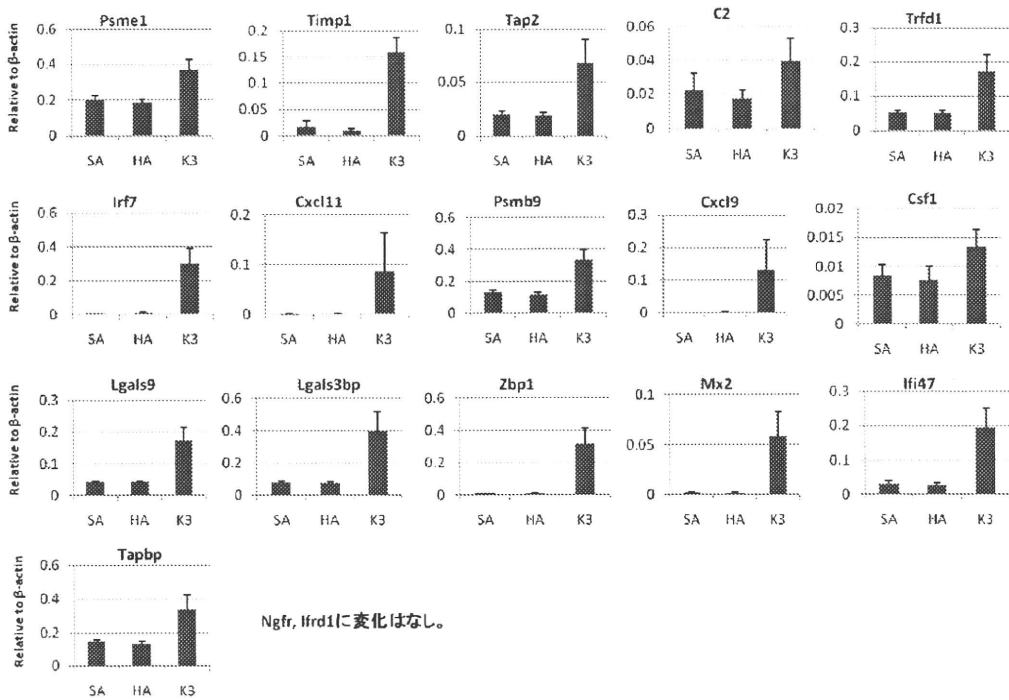 Psme1 Timp1 Tap2 C2 Trfd1
Relative to β-actin
0.6 0.4 0.2 0
0.2 0.15 0.1 0.05 0
0.1 0.05 0
0.06 0.04 0.02 0
0.3 0.2 0.1 0
SA HA K3 SA HA K3 SA HA K3 SA HA K3 SA HA K3
Irf7 Cxcl11 Psmb9 Cxcl9 Csf1
Relative to β-actin
0.6 0.4 0.2 0
0.2 0.1 0
0.6 0.4 0.2 0
0.3 0.2 0.1 0
0.02 0.015 0.01 0.005 0
SA HA K3 SA HA K3 SA HA K3 SA HA K3 SA HA K3
Lgals9 Lgals3bp Zbp1 Mx2 Ifi47
Relative to β-actin
0.3 0.2 0.1 0
0.6 0.4 0.2 0
0.6 0.4 0.2 0
0.1 0.05 0
0.3 0.2 0.1 0
SA HA K3 SA HA K3 SA HA K3 SA HA K3 SA HA K3
Tapbp
Relative to β-actin
0.6 0.4 0.2 0
SA HA K3
Ngfr, Ifrd1に変化はなし。